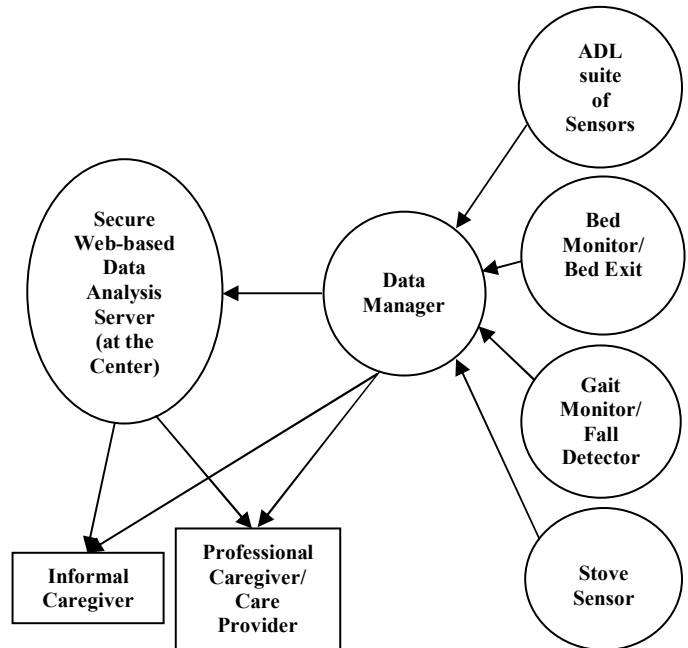 ADL
suite
of
Sensors
Secure
Web-based
Data
Analysis
Server
(at the
Center)
Data
Manager
Bed
Monitor/
Bed Exit
Gait
Monitor/
Fall
Detector
Stove
Sensor
Informal
Caregiver
Professional
Caregiver/
Care
Provider